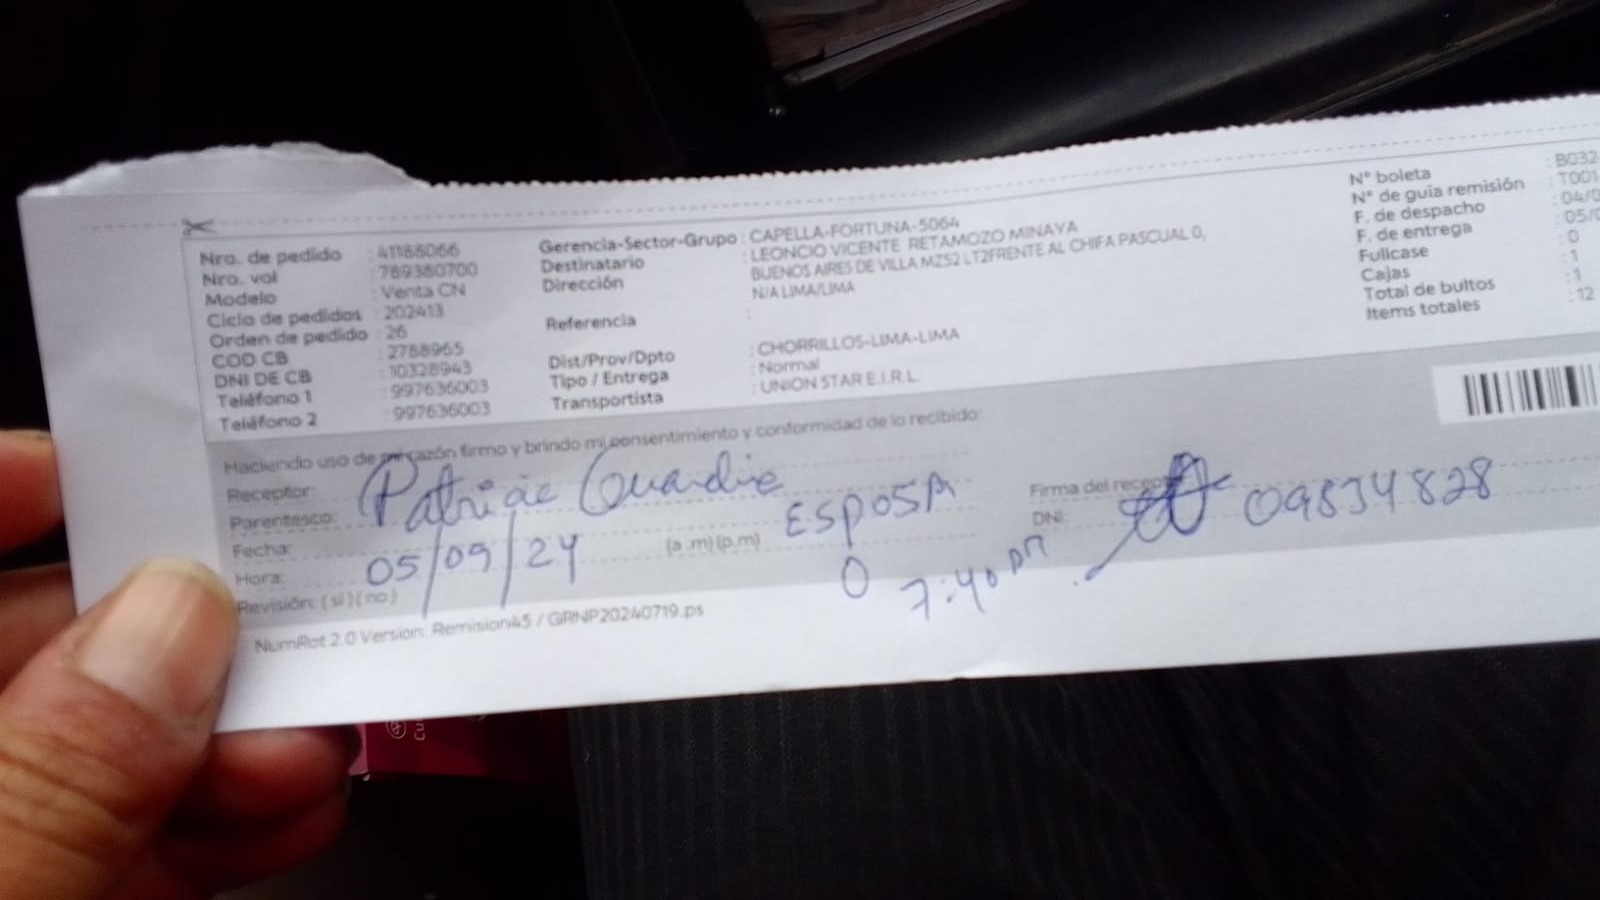 Nro. de pedido : 41188066
Nro. val : 789380700
Modelo : Venta CN
Ciclo de pedidos : 202413
Orden de pedido : 26
COD CB : 2788965
DNI DE CB : 10328943
Teléfono 1 : 997636003
Teléfono 2 : 997636003
Gerencia-Sector-Grupo : CAPELLA-FORTUNA-5064
Destinatario : LEONCIO VICENTE RETAMOZO MINAYA
Dirección BUENOS AIRES DE VILLA MZ52 LT2FRENTE AL CHIFA PASCUAL 0,
N/A LIMA/LIMA
Referencia :
Dist/Prov/Dpto : CHORRILLOS-LIMA-LIMA
Tipo / Entrega : Normal
Transportista : UNION STAR E.I.R.L.
N° boleta : B032
N° de guía remisión : T001
F. de despacho : 04/0
F. de entrega : 05/0
Fullcase : 0
Cajas : 1
Total de bultos : 1
Items totales : 12
Haciendo uso de mi razón firmo y brindo mi consentimiento y conformidad de lo recibido:
Receptor: Patricia Guardia
Parentesco: ESPOSA
Fecha: 05/09/24
Hora: (a.m) (p.m)
0 7:40 pm
Revisión: (si) (no)
Firma del recep
DNI: 09834828
NumRot 2.0 Version: Remision45 / GRNP20240719.ps
Cu